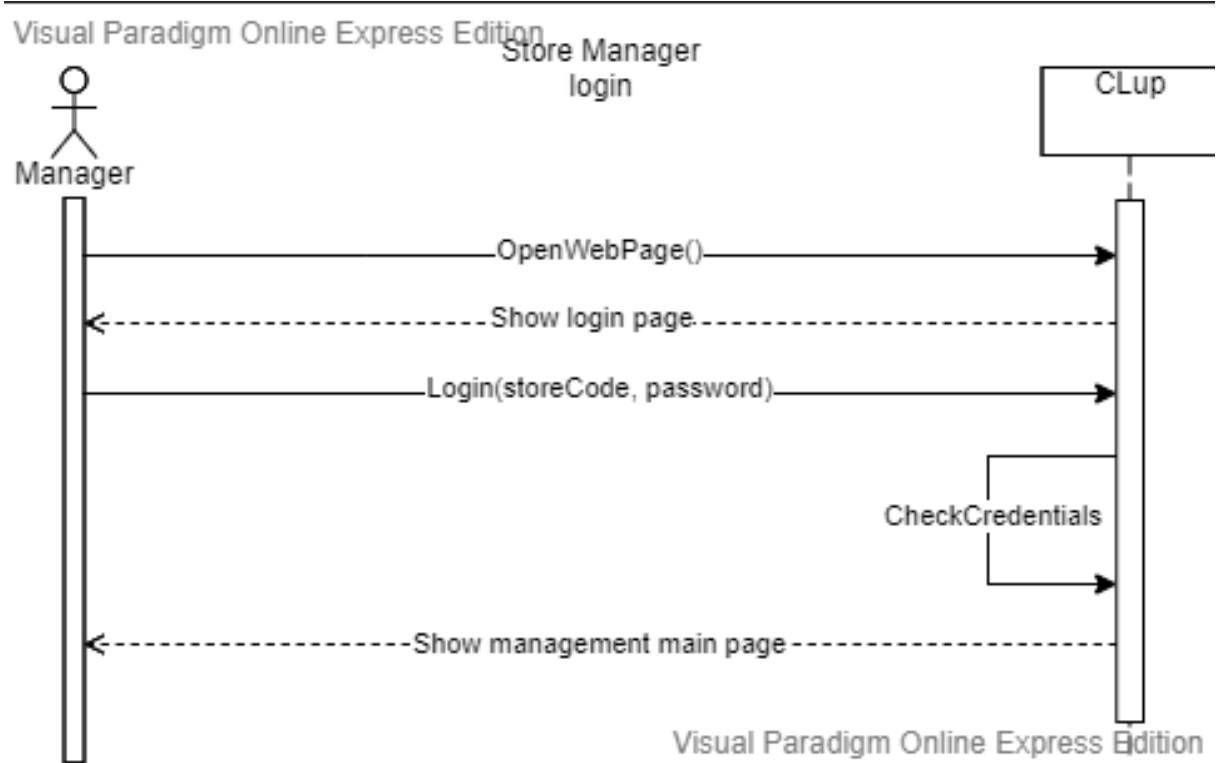 Visual Paradigm Online Express Edition
Store Manager
login
CLup
Manager
OpenWebPage()
Show login page
Login(storeCode, password)
CheckCredentials
Show management main page
Visual Paradigm Online Express Edition